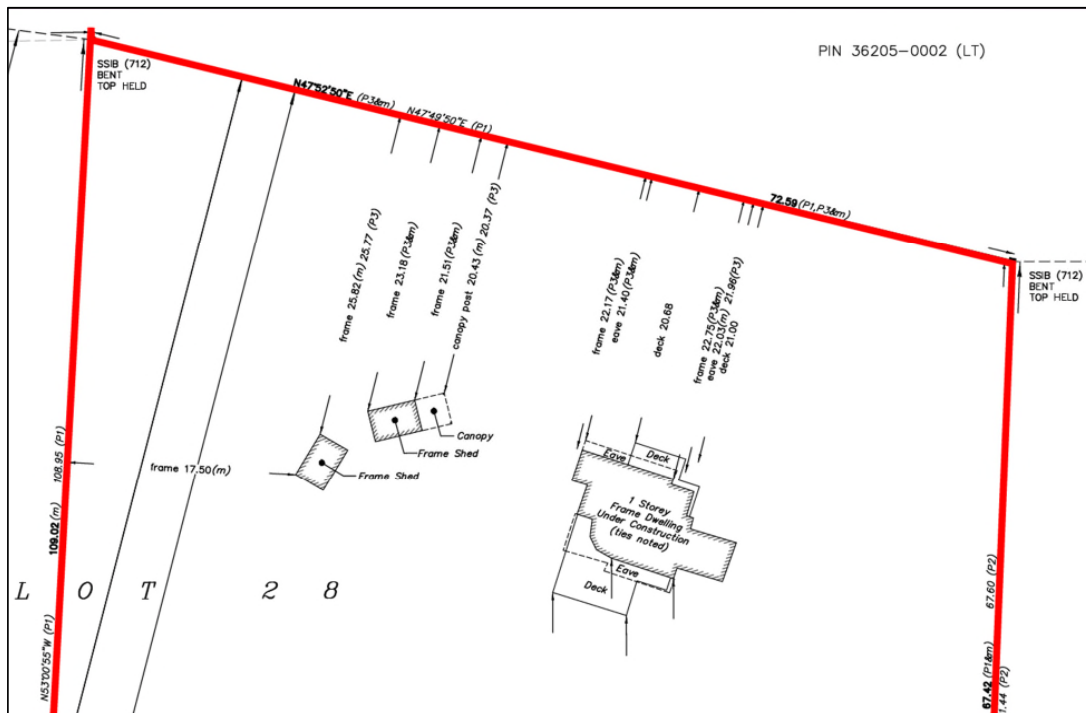 PIN 36205-0002 (LT)
SSIB (712)
BENT
TOP HELD
N47°52'50"E (P3&m)
N47°49'50"E (P1)
72.59 (P1,P3&m)
SSIB (712)
BENT
TOP HELD
frame 25.82(m) 25.77 (P3)
frame 23.18(P3&m)
frame 21.51(P3&m)
canopy post 20.43(m) 20.37 (P3)
frame 22.17(P3&m)
eave 21.40(P3&m)
deck 20.68
frame 22.75(P3&m)
eave 22.03(m) 21.96(P3)
deck 21.00
Canopy
Frame Shed
Frame Shed
frame 17.50(m)
108.95 (P1)
109.02(m)
Eave
Deck
1 Storey
Frame Dwelling
Under Construction
(ties noted)
Eave
Deck
LOT 28
N53°00'55"W (P1)
67.60 (P2)
67.42 (P1&m)
.44 (P2)